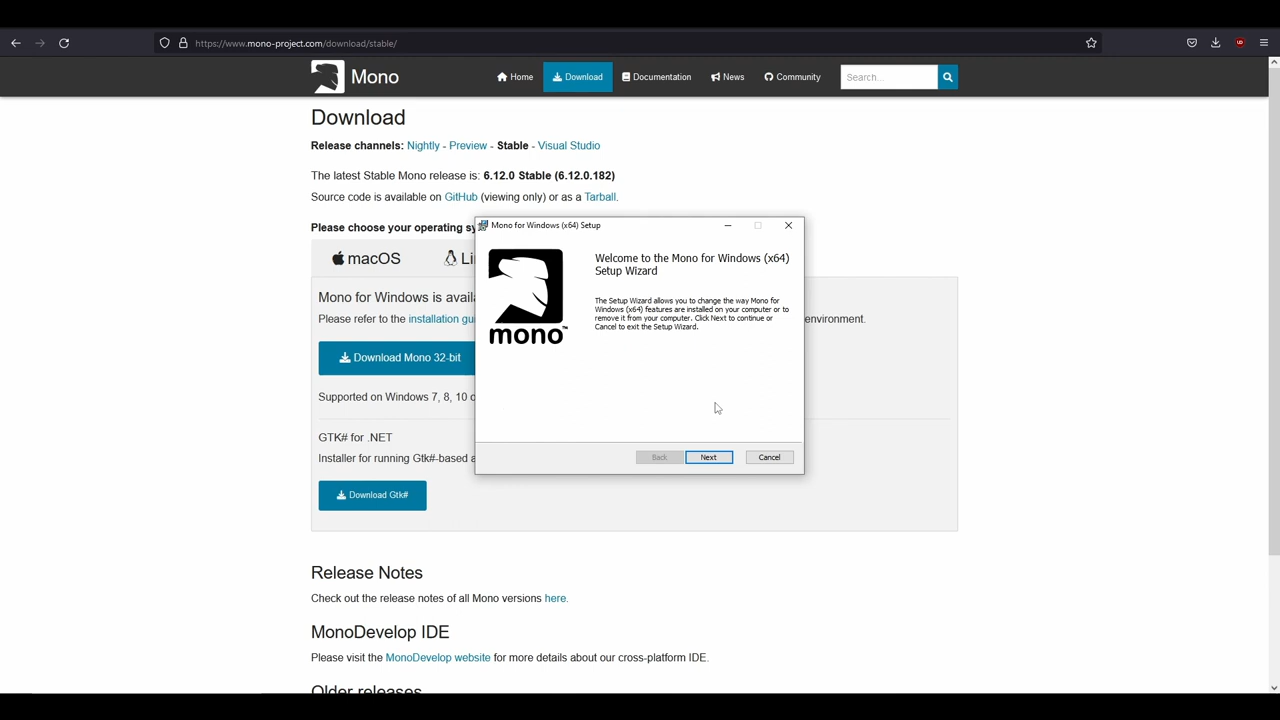 https://www.mono-project.com/download/stable/
Mono
Home
Download
Documentation
News
Community
Search...
Download
Release channels: Nightly - Preview - Stable - Visual Studio
The latest Stable Mono release is: 6.12.0 Stable (6.12.0.182)
Source code is available on GitHub (viewing only) or as a Tarball.
Please choose your operating sy
macOS
Li
Mono for Windows is avail
Please refer to the installation gu
environment.
Download Mono 32-bit
Supported on Windows 7, 8, 10 o
GTK# for .NET
Installer for running Gtk#-based a
Download Gtk#
Mono for Windows (x64) Setup
mono™
Welcome to the Mono for Windows (x64)
Setup Wizard
The Setup Wizard allows you to change the way Mono for
Windows (x64) features are installed on your computer or to
remove it from your computer. Click Next to continue or
Cancel to exit the Setup Wizard.
Back
Next
Cancel
Release Notes
Check out the release notes of all Mono versions here.
MonoDevelop IDE
Please visit the MonoDevelop website for more details about our cross-platform IDE.
Older releases